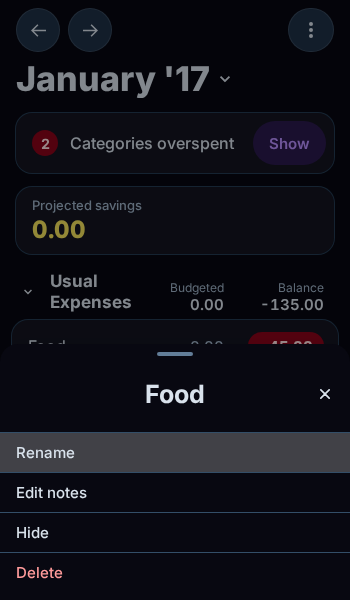 January '17
2 Categories overspent Show
Projected savings
0.00
Usual Expenses
Budgeted
0.00
Balance
-135.00
Food
Rename
Edit notes
Hide
Delete